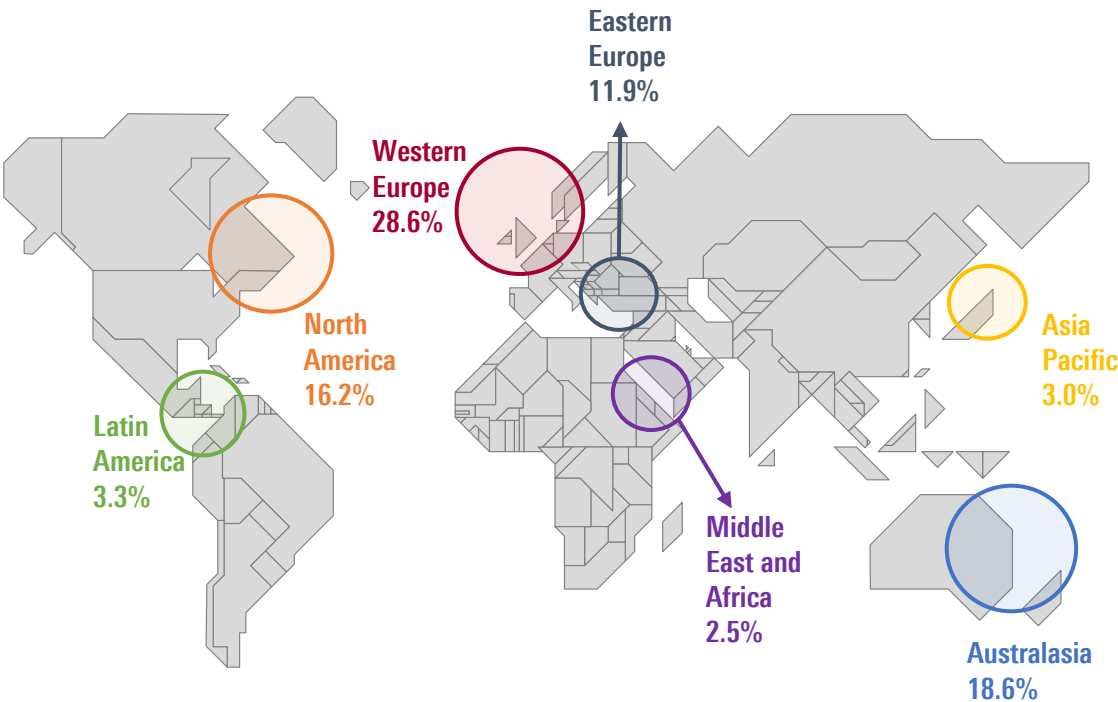 Eastern
Europe
11.9%
Western
Europe
28.6%
North
America
16.2%
Asia
Pacific
3.0%
Latin
America
3.3%
Middle
East and
Africa
2.5%
Australasia
18.6%